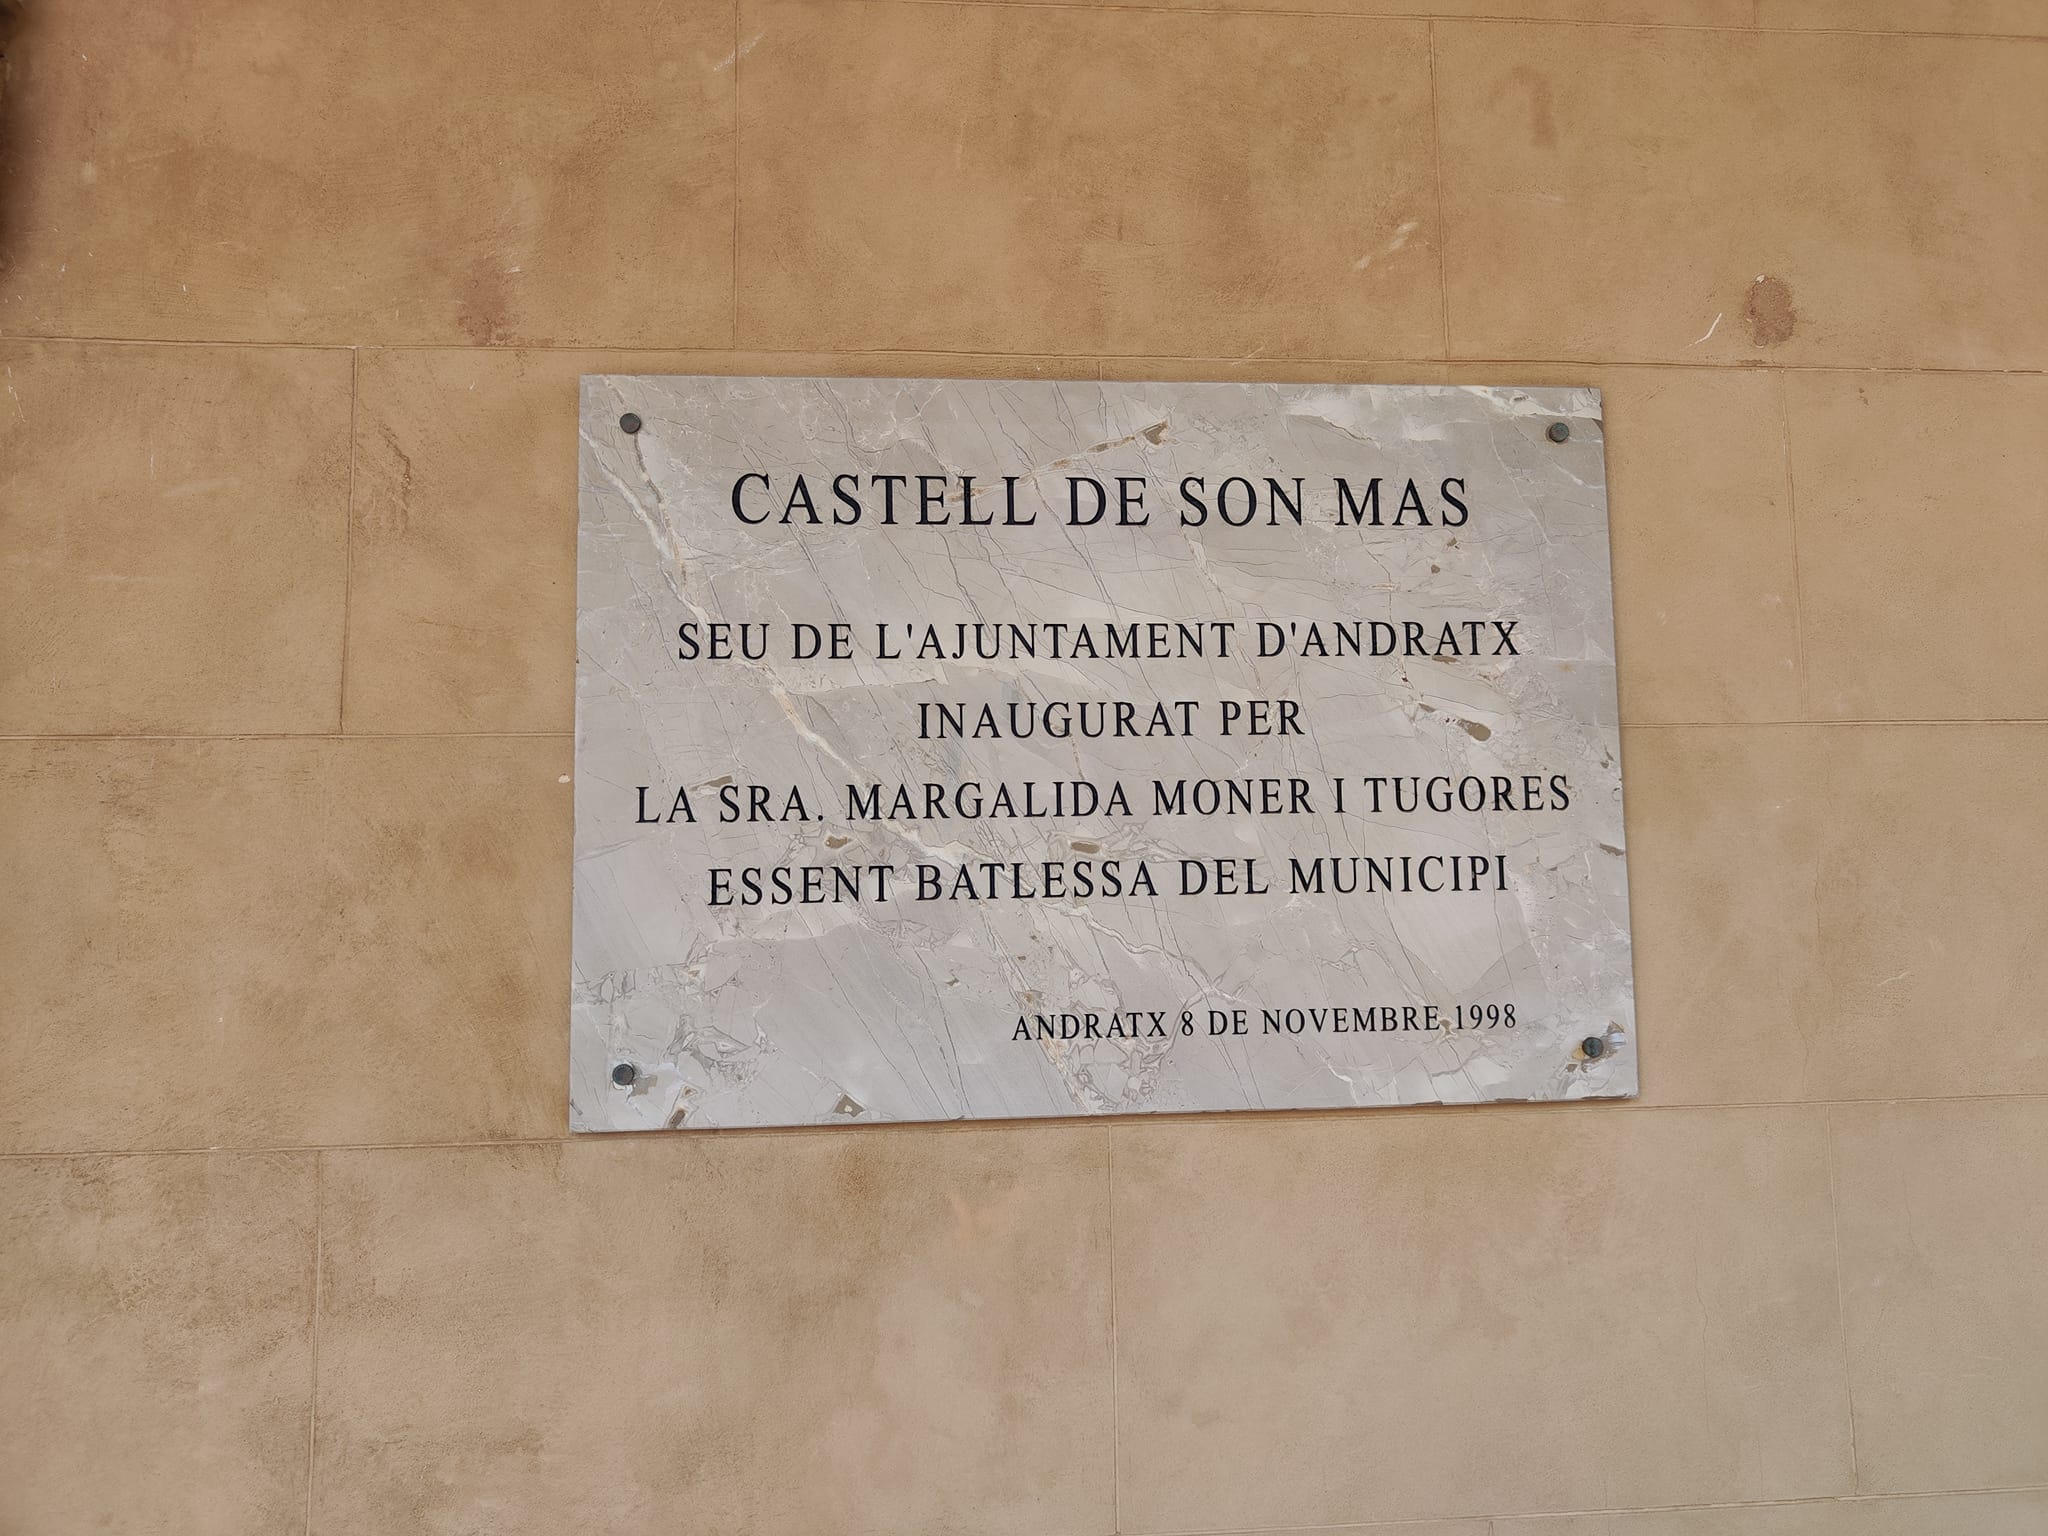 CASTELL DE SON MAS
SEU DE L'AJUNTAMENT D'ANDRATX
INAUGURAT PER
LA SRA. MARGALIDA MONER I TUGORES
ESSENT BATLESSA DEL MUNICIPI
ANDRATX 8 DE NOVEMBRE 1998